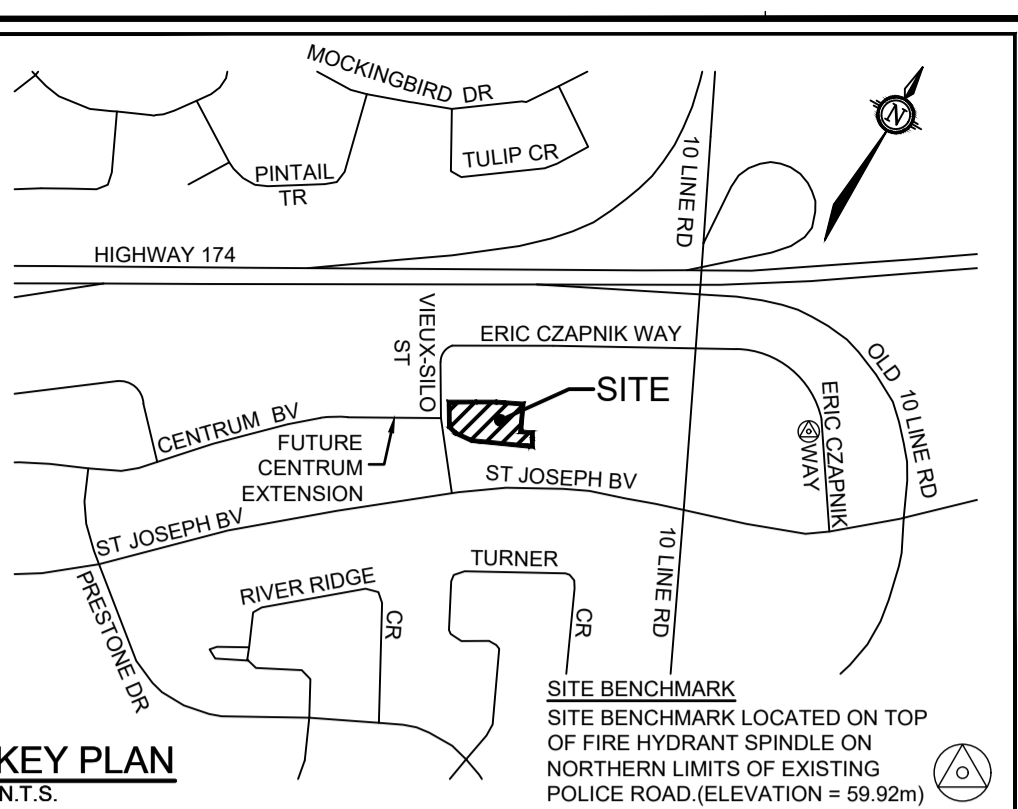 MOCKINGBIRD DR
TULIP CR
PINTAIL
TR
10 LINE RD
N
HIGHWAY 174
VIEUX-SILO
ST
ERIC CZAPNIK WAY
OLD 10 LINE RD
SITE
ERIC CZAPNIK
WAY
CENTRUM BV
FUTURE
CENTRUM
EXTENSION
ST JOSEPH BV
ST JOSEPH BV
10 LINE RD
PRESTONE DR
RIVER RIDGE
CR
TURNER
CR
SITE BENCHMARK
SITE BENCHMARK LOCATED ON TOP
OF FIRE HYDRANT SPINDLE ON
NORTHERN LIMITS OF EXISTING
POLICE ROAD.(ELEVATION = 59.92m)
KEY PLAN
N.T.S.